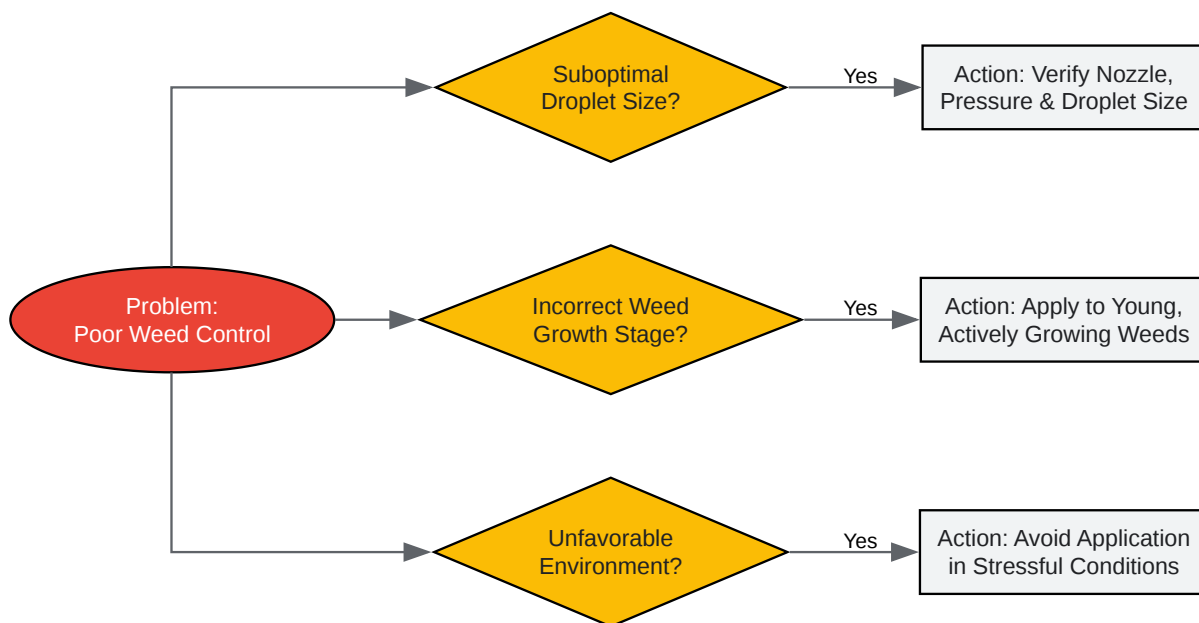 Suboptimal
Droplet Size?
Yes
Action: Verify Nozzle,
Pressure & Droplet Size
Problem:
Poor Weed Control
Incorrect Weed
Growth Stage?
Yes
Action: Apply to Young,
Actively Growing Weeds
Unfavorable
Environment?
Yes
Action: Avoid Application
in Stressful Conditions